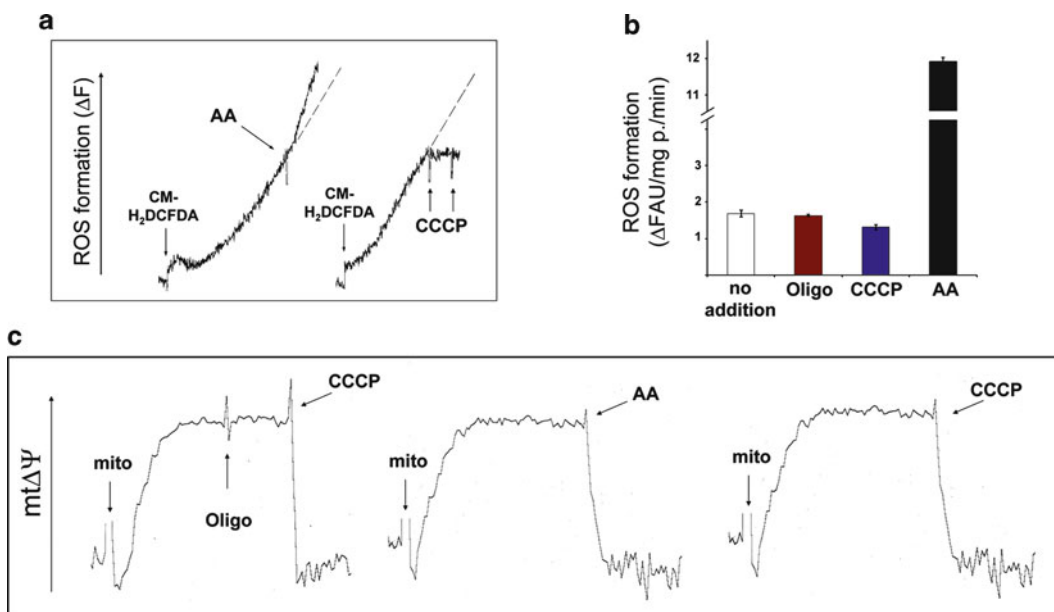 a
ROS formation (ΔF)
AA
CM-
H₂DCFDA
CM-
H₂DCFDA
CCCP
b
ROS formation
(ΔFAU/mg p./min)
12
11
3
2
1
no
addition
Oligo
CCCP
AA
c
mtΔΨ
mito
Oligo
CCCP
mito
AA
mito
CCCP